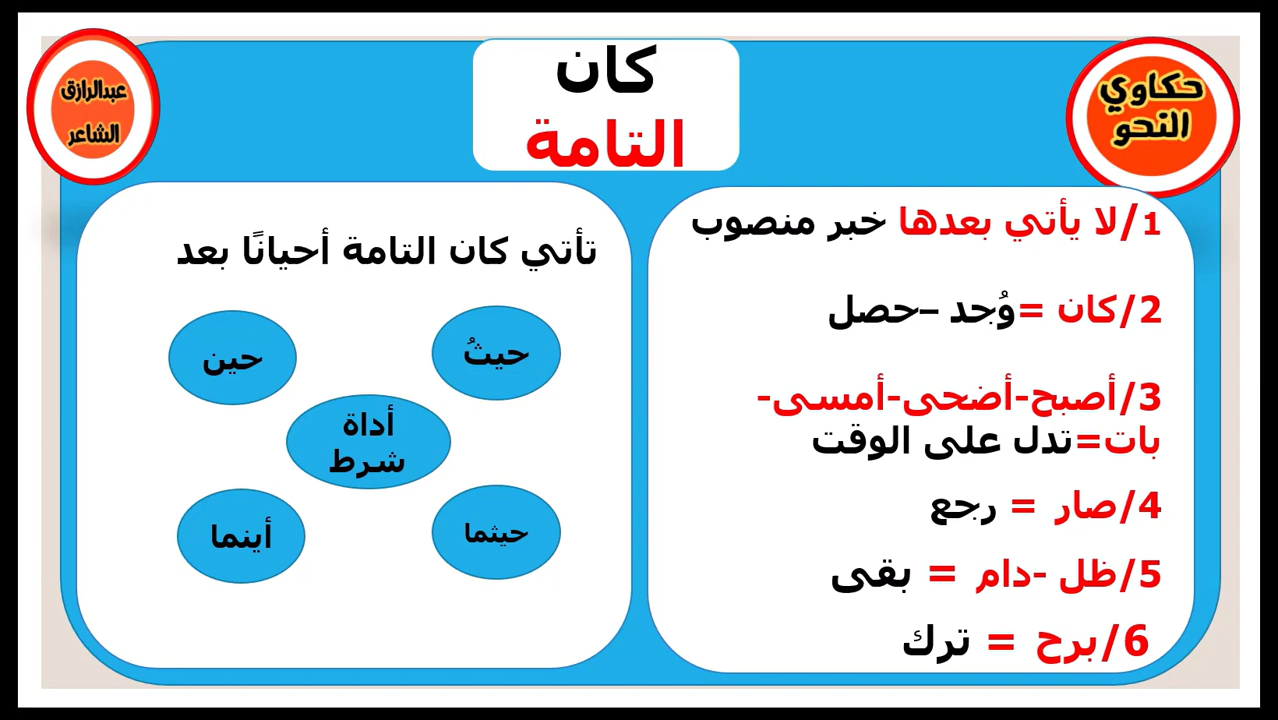 حكاوي
النحو
كان
التامة
عبدالرازق
الشاعر
1/لا يأتي بعدها خبر منصوب
2/كان =وُجد –حصل
3/أصبح-أضحى-أمسى-
بات=تدل على الوقت
4/صار = رجع
5/ظل -دام = بقى
6/برح = ترك
تأتي كان التامة أحيانًا بعد
حيثُ
حين
أداة
شرط
حيثما
أينما